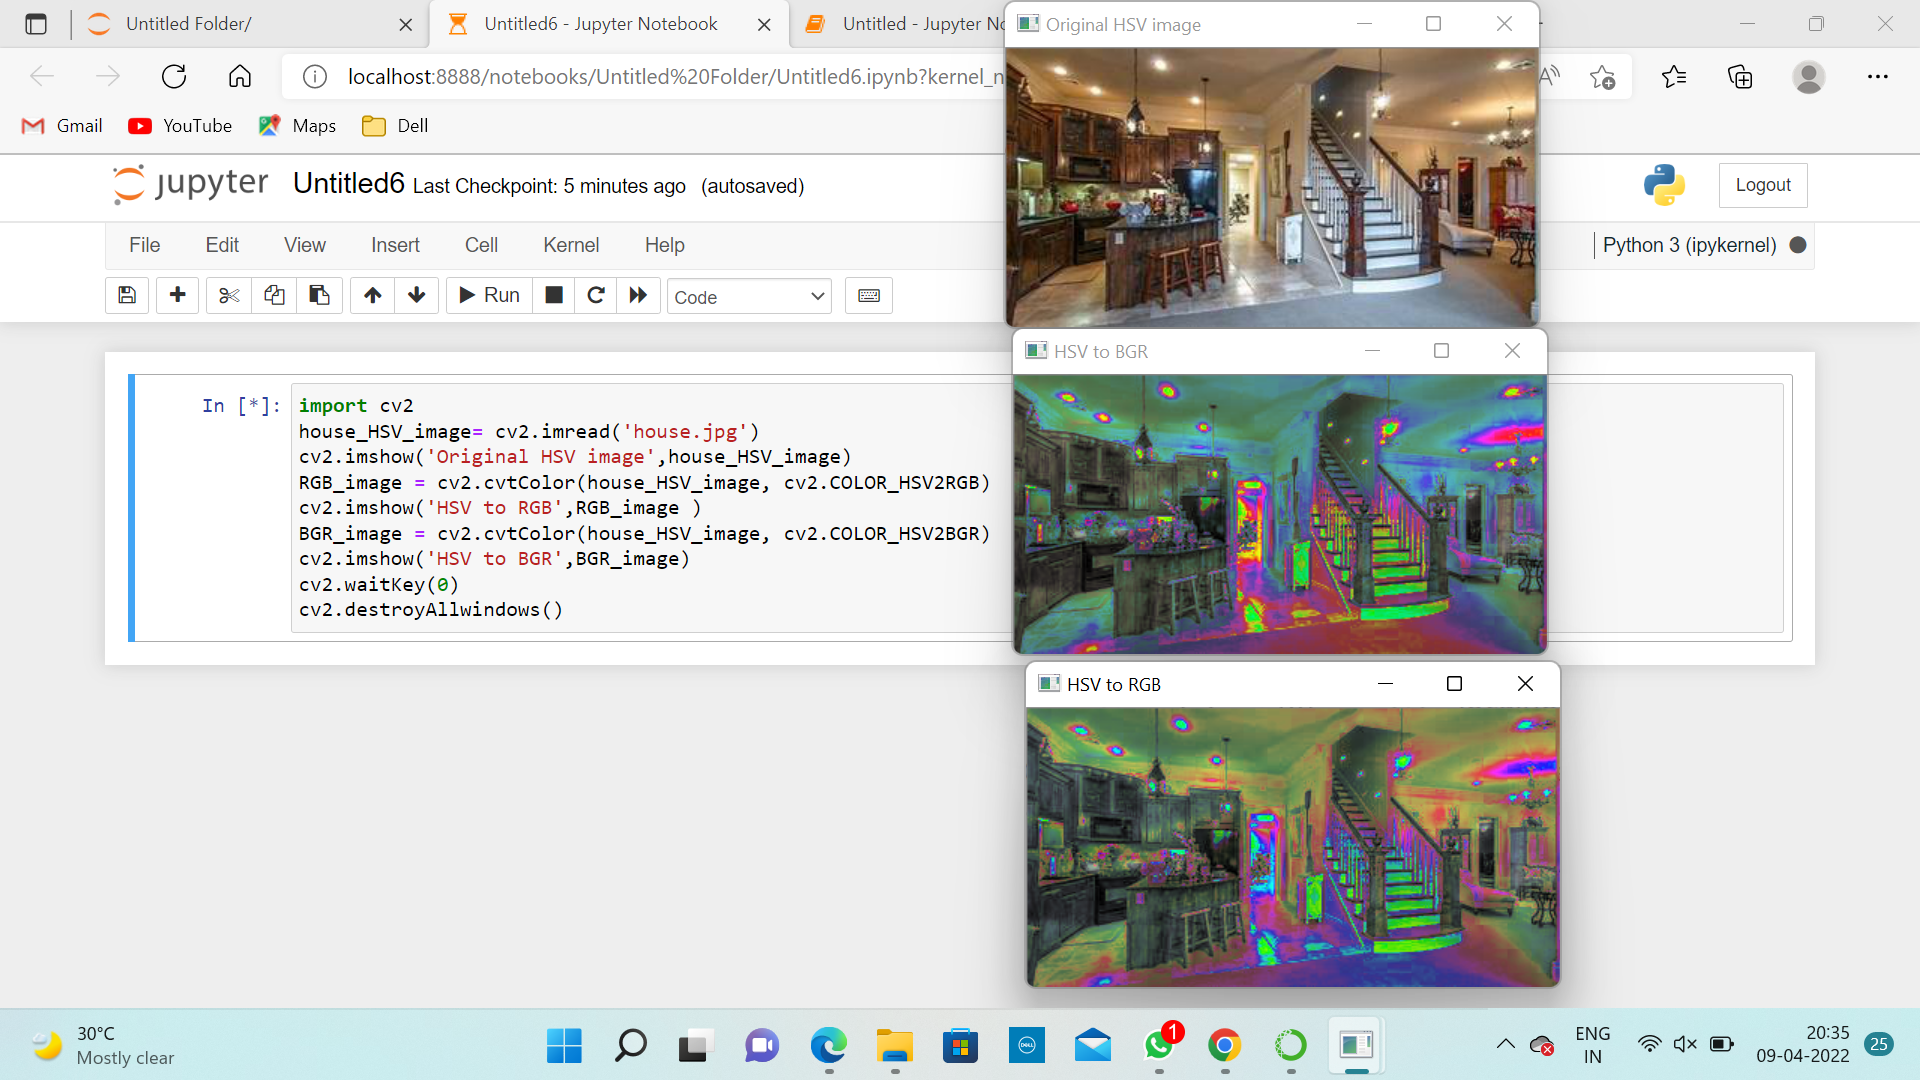 Untitled Folder/
Untitled6 - Jupyter Notebook
Untitled - Jupyter No
Original HSV image
localhost:8888/notebooks/Untitled%20Folder/Untitled6.ipynb?kernel_n
Gmail YouTube Maps Dell
jupyter Untitled6 Last Checkpoint: 5 minutes ago (autosaved)
Logout
File Edit View Insert Cell Kernel Help
Python 3 (ipykernel)
Run Code
HSV to BGR
In [*]: import cv2
house_HSV_image= cv2.imread('house.jpg')
cv2.imshow('Original HSV image',house_HSV_image)
RGB_image = cv2.cvtColor(house_HSV_image, cv2.COLOR_HSV2RGB)
cv2.imshow('HSV to RGB',RGB_image )
BGR_image = cv2.cvtColor(house_HSV_image, cv2.COLOR_HSV2BGR)
cv2.imshow('HSV to BGR',BGR_image)
cv2.waitKey(0)
cv2.destroyAllwindows()
HSV to RGB
30°C
Mostly clear
DELL
1
ENG
IN
20:35
09-04-2022
25